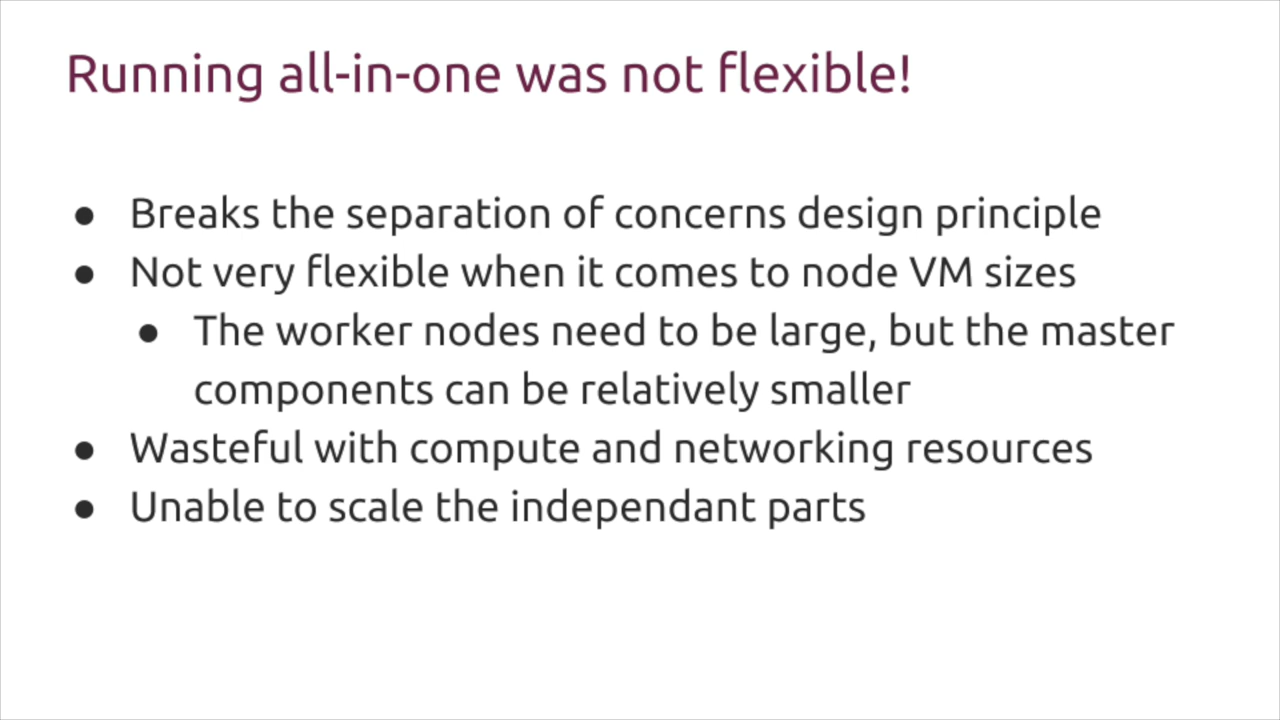 Running all-in-one was not flexible!
● Breaks the separation of concerns design principle
● Not very flexible when it comes to node VM sizes
● The worker nodes need to be large, but the master
components can be relatively smaller
● Wasteful with compute and networking resources
● Unable to scale the independant parts